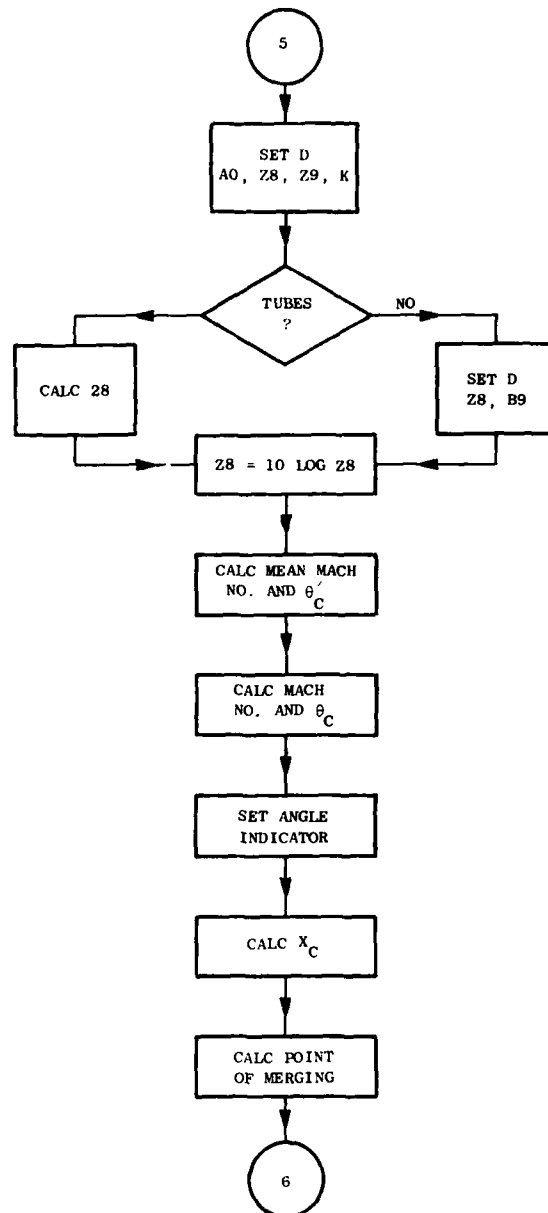 5
SET D
A0, Z8, Z9, K
TUBES
?
NO
CALC 28
SET D
Z8, B9
Z8 = 10 LOG Z8
CALC MEAN MACH
NO. AND θ'C
CALC MACH
NO. AND θC
SET ANGLE
INDICATOR
CALC XC
CALC POINT
OF MERGING
6